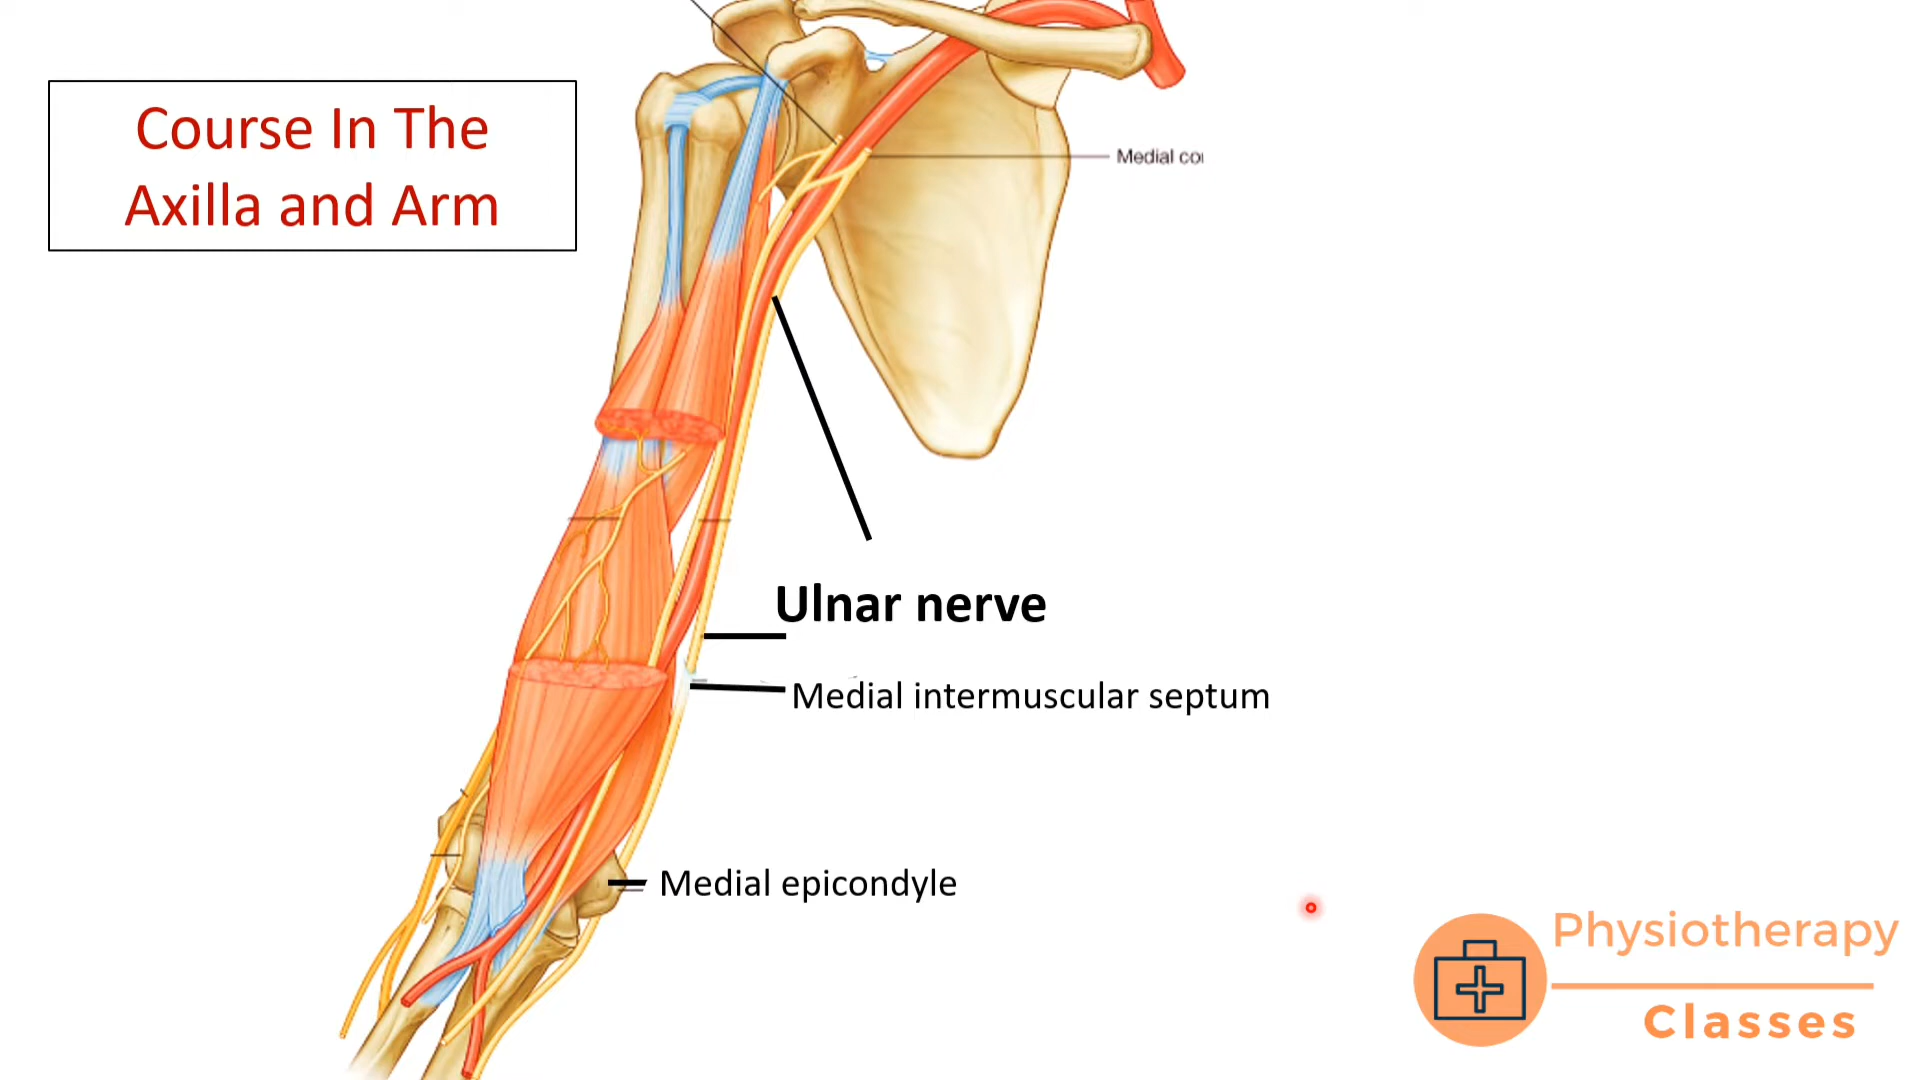 Course In The
Axilla and Arm
Medial co
Ulnar nerve
Medial intermuscular septum
Medial epicondyle
Physiotherapy
Classes